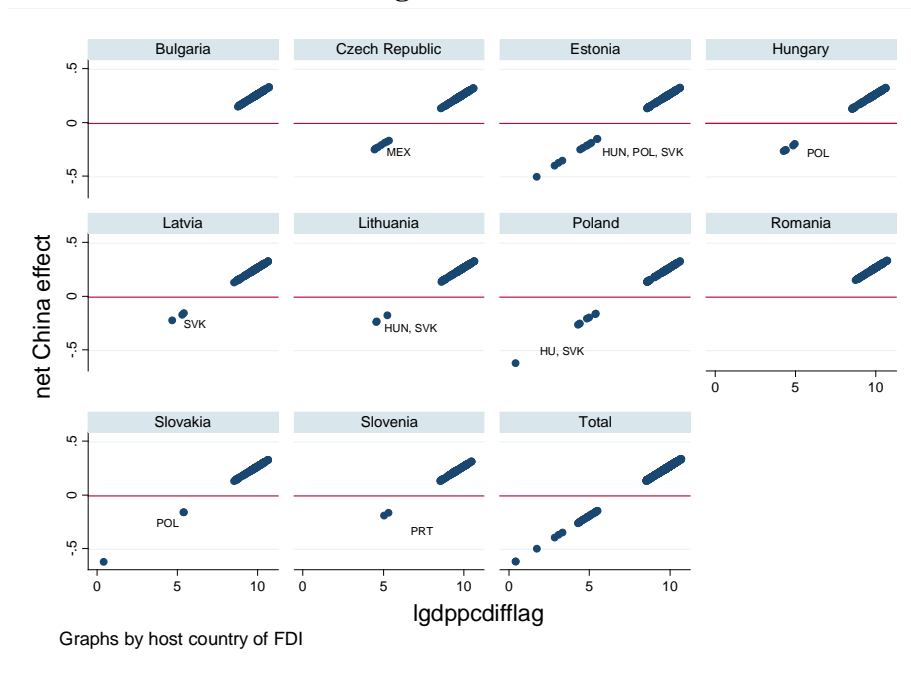 Bulgaria Czech Republic Estonia Hungary
.5
0
-.5
MEX
HUN, POL, SVK
POL
Latvia Lithuania Poland Romania
.5
0
-.5
SVK
HUN, SVK
HU, SVK
0 5 10
Slovakia Slovenia Total
.5
0
-.5
POL
PRT
0 5 10 0 5 10 0 5 10
net China effect
lgdppcdifflag
Graphs by host country of FDI